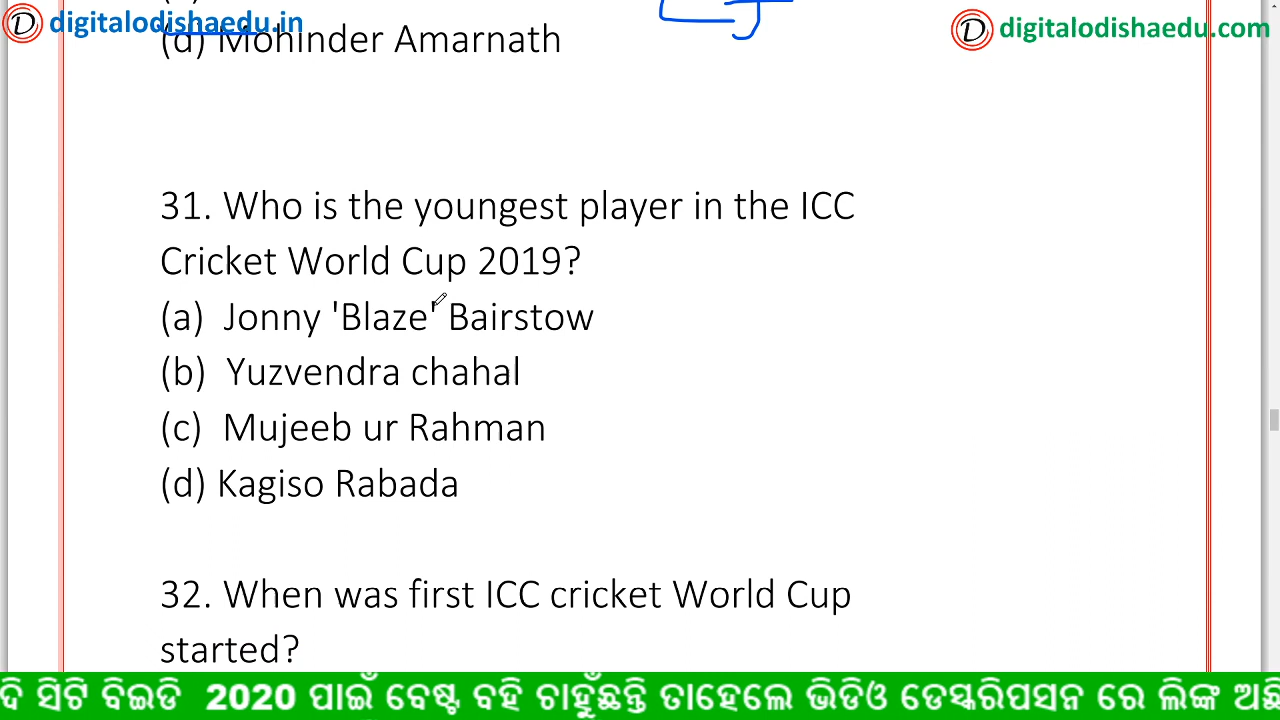 digitalodishaedu.in
digitalodishaedu.com
(d) Mohinder Amarnath
31. Who is the youngest player in the ICC
Cricket World Cup 2019?
(a) Jonny 'Blaze' Bairstow
(b) Yuzvendra chahal
(c) Mujeeb ur Rahman
(d) Kagiso Rabada
32. When was first ICC cricket World Cup
started?
ଦି ସିଟି ବିଇଡି 2020 ପାଇଁ ବେଷ୍ଟ ବହି ଚାହୁଁଛନ୍ତି ତାହେଲେ ଭିଡିଓ ଡେସ୍କରିପସନ ରେ ଲିଙ୍କ ଅଛି